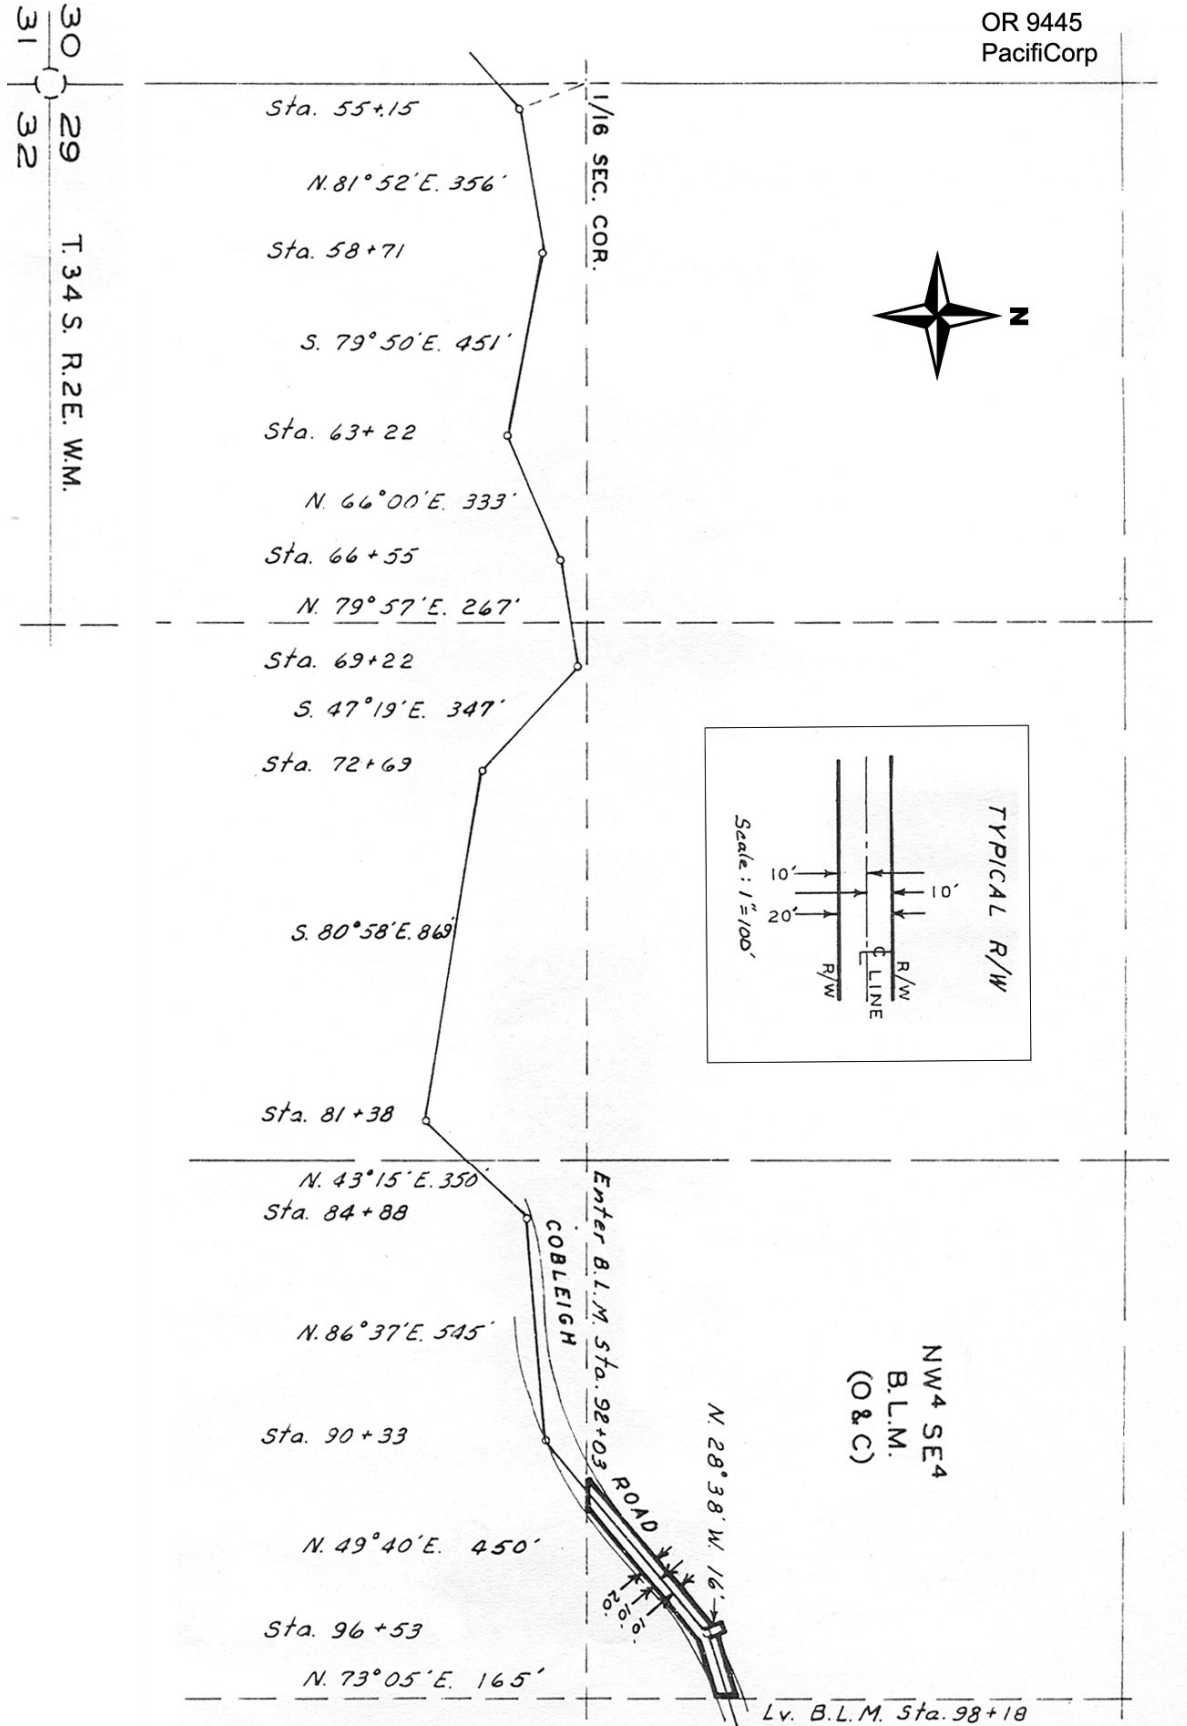 OR 9445
PacifiCorp
30
31
29
32
T. 34 S. R.2E. W.M.
1/16 SEC. COR.
Sta. 55+15
N. 81° 52' E. 356'
Sta. 58+71
S. 79° 50' E. 451'
Sta. 63+22
N. 66° 00' E. 333'
Sta. 66+55
N. 79° 57' E. 267'
Sta. 69+22
S. 47° 19' E. 347'
Sta. 72+69
S. 80° 58' E. 869'
Sta. 81+38
N. 43° 15' E. 350'
Sta. 84+88
N. 86° 37' E. 545'
Sta. 90+33
N. 49° 40' E. 450'
Sta. 96+53
N. 73° 05' E. 165'
N
TYPICAL R/W
10'
10'
20'
R/W
C LINE
R/W
Scale: 1"=100'
Enter B.L.M. Sta. 92+03
COBLEIGH
ROAD
N. 28° 38' W. 16'
10'
10'
20'
NW4 SE4
B.L.M.
(O & C)
Lv. B.L.M. Sta. 98+18